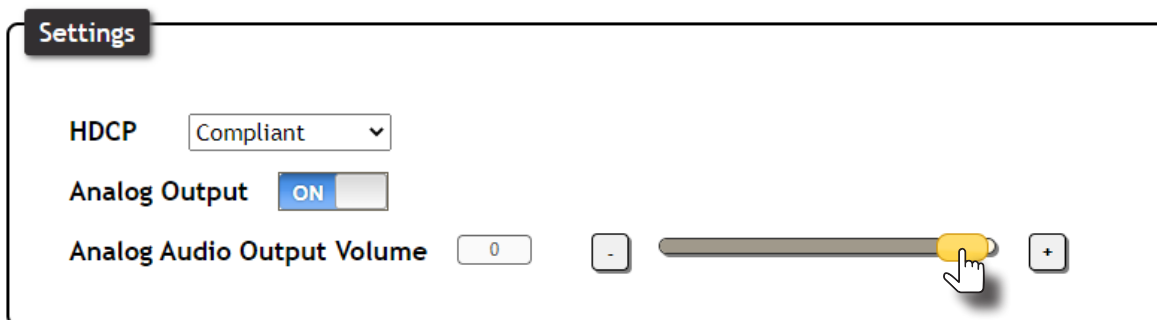 Settings
HDCP Compliant
Analog Output ON
Analog Audio Output Volume 0 - +